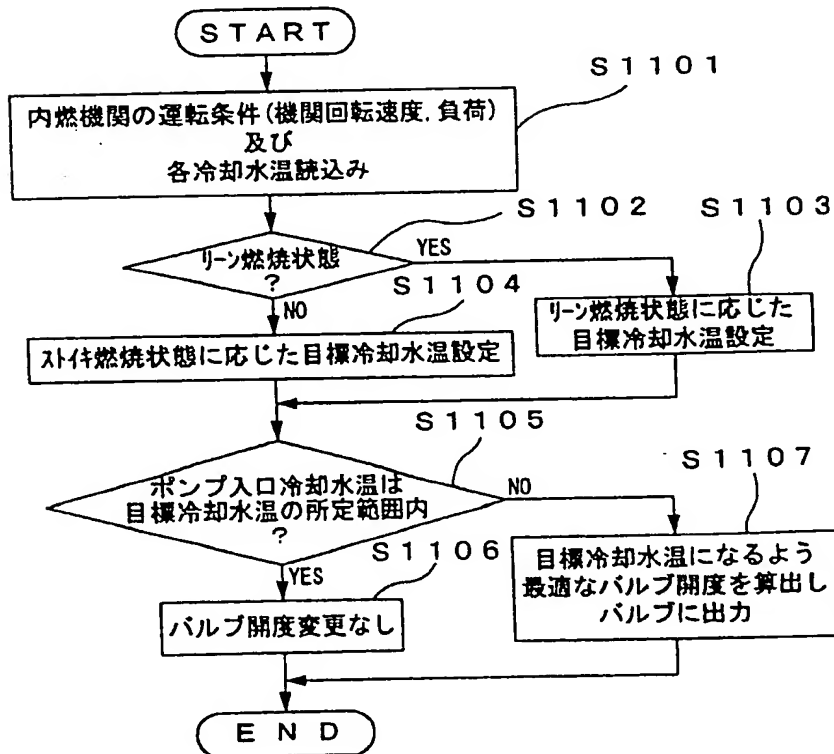 START
S1101
内燃機関の運転条件(機関回転速度,負荷)
及び
各冷却水温読込み
S1102
S1103
リーン燃焼状態
?
YES
NO
S1104
リーン燃焼状態に応じた
目標冷却水温設定
ストイキ燃焼状態に応じた目標冷却水温設定
S1105
ポンプ入口冷却水温は
目標冷却水温の所定範囲内
?
NO
S1107
YES
S1106
目標冷却水温になるよう
最適なバルブ開度を算出し
バルブに出力
バルブ開度変更なし
END